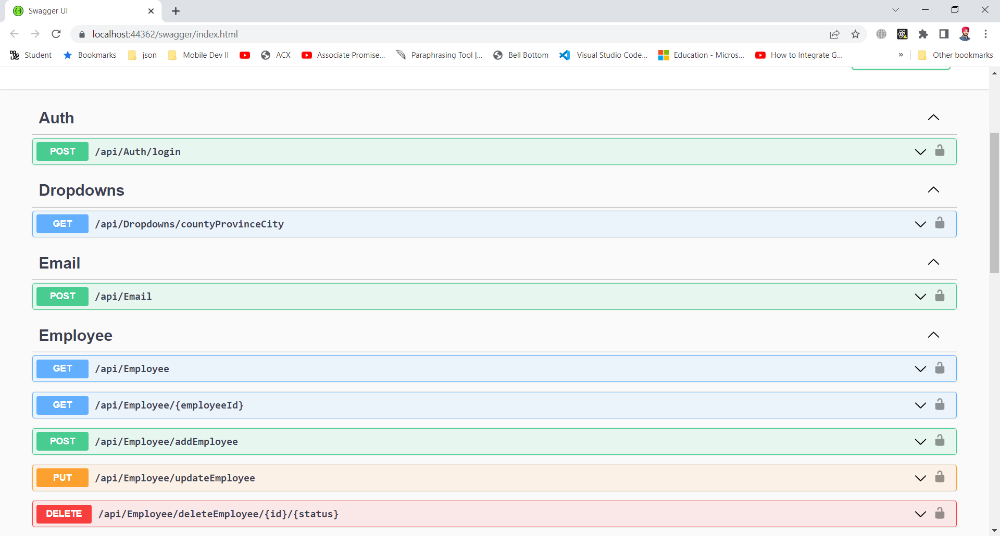 Swagger UI
localhost:44362/swagger/index.html
Student Bookmarks json Mobile Dev II ACX Associate Promise... Paraphrasing Tool |... Bell Bottom Visual Studio Code... Education - Micros... How to Integrate G... » Other bookmarks
Auth
POST /api/Auth/login
Dropdowns
GET /api/Dropdowns/countyProvinceCity
Email
POST /api/Email
Employee
GET /api/Employee
GET /api/Employee/{employeeId}
POST /api/Employee/addEmployee
PUT /api/Employee/updateEmployee
DELETE /api/Employee/deleteEmployee/{id}/{status}